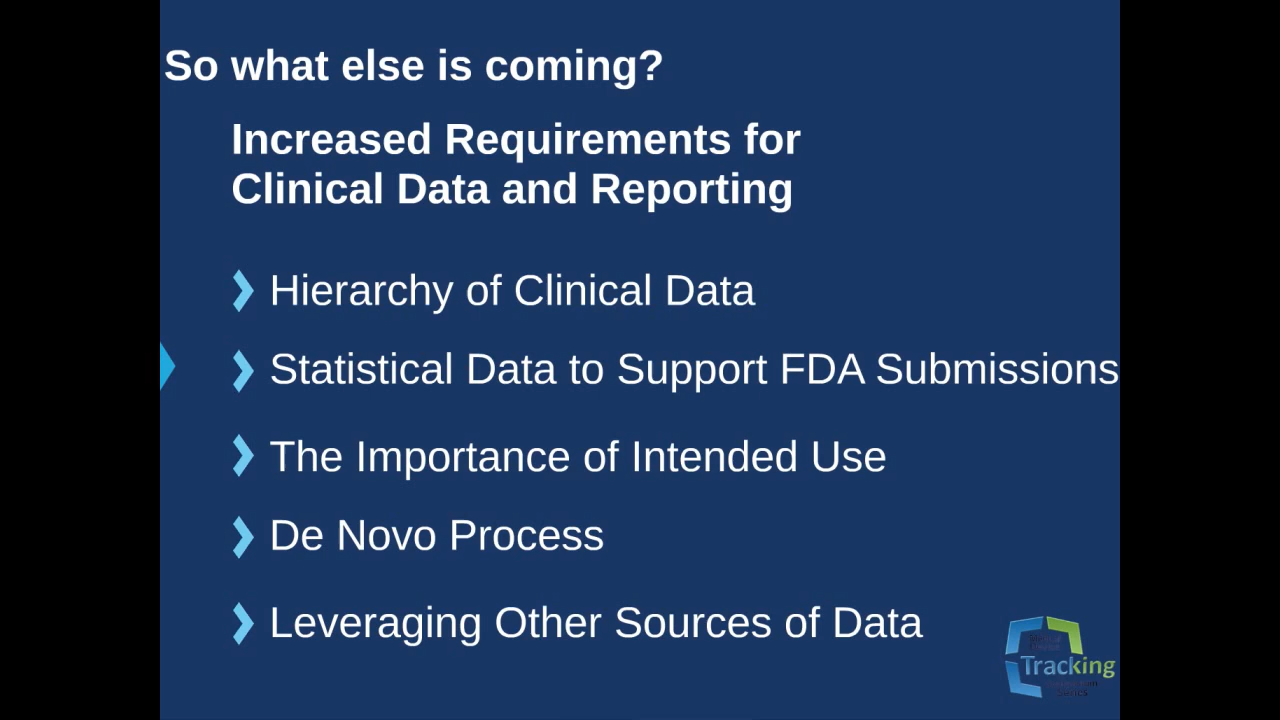 So what else is coming?
Increased Requirements for
Clinical Data and Reporting
Hierarchy of Clinical Data
Statistical Data to Support FDA Submissions
The Importance of Intended Use
De Novo Process
Leveraging Other Sources of Data
Tracking